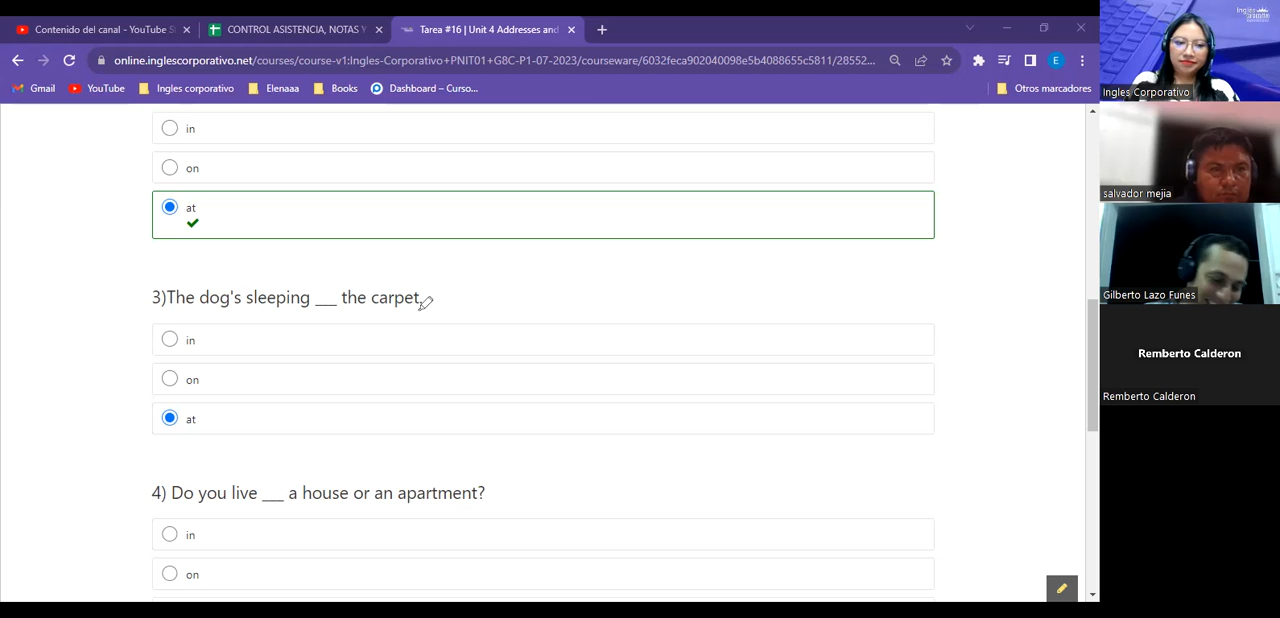 Contenido del canal - YouTube S
CONTROL ASISTENCIA, NOTAS Y
Tarea #16 | Unit 4 Addresses and
online.inglescorporativo.net/courses/course-v1:Ingles-Corporativo+PNIT01+G8C-P1-07-2023/courseware/6032feca902040098e5b4088655c5811/28552...
E
Gmail
YouTube
Ingles corporativo
Elenaaa
Books
Dashboard – Curso...
Otros marcadores
in
on
at
3)The dog's sleeping ___ the carpet.
in
on
at
4) Do you live ___ a house or an apartment?
in
on
Ingles Corporativo
salvador mejia
Gilberto Lazo Funes
Remberto Calderon
Remberto Calderon